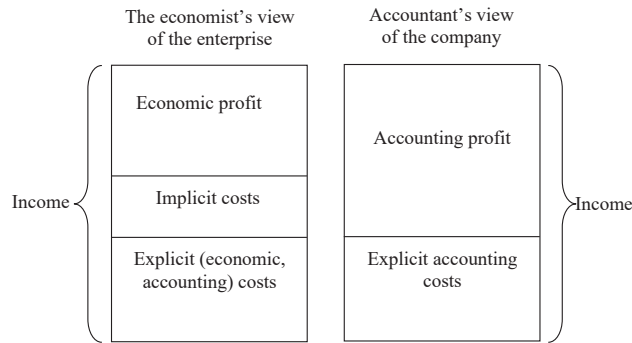 The economist’s view
of the enterprise
Accountant’s view
of the company
Economic profit
Accounting profit
Income
Implicit costs
Income
Explicit (economic,
accounting) costs
Explicit accounting
costs